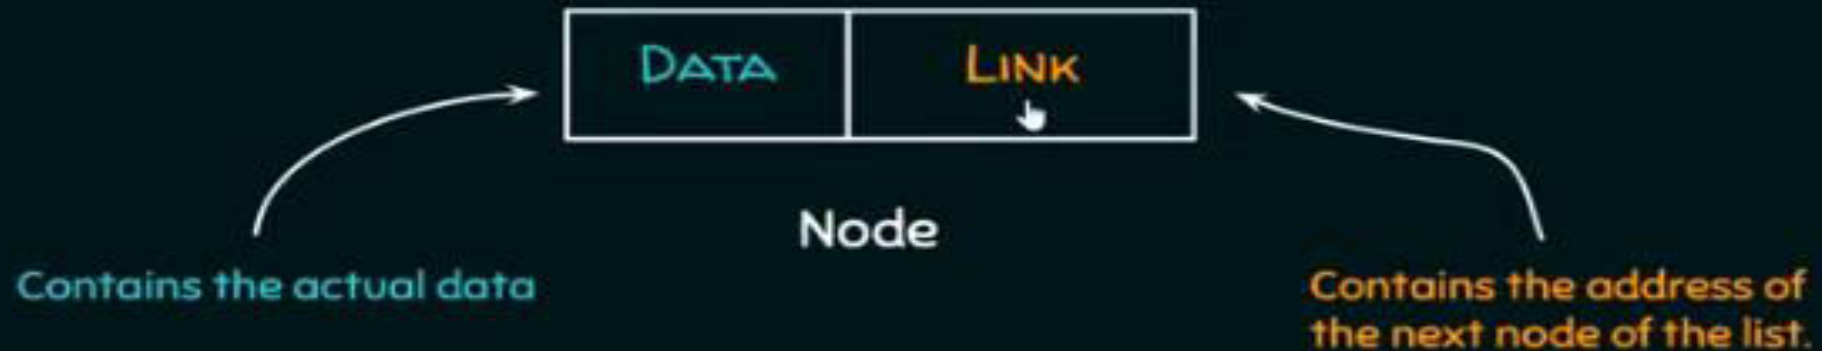 DATA LINK
Node
Contains the actual data
Contains the address of
the next node of the list.